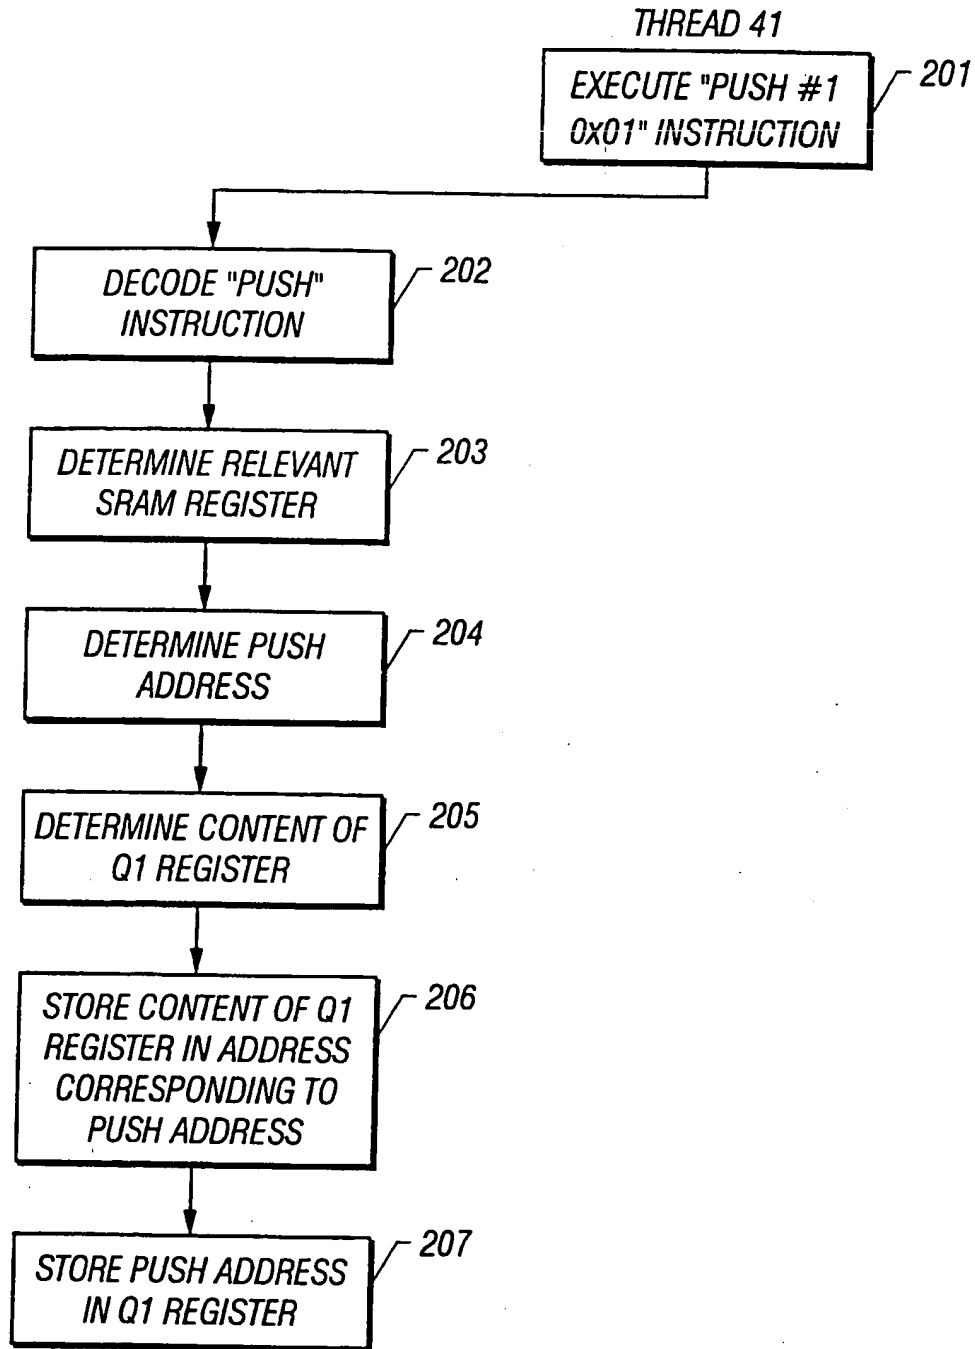 THREAD 41
EXECUTE "PUSH #1
0x01" INSTRUCTION
201
DECODE "PUSH"
INSTRUCTION
202
DETERMINE RELEVANT
SRAM REGISTER
203
DETERMINE PUSH
ADDRESS
204
DETERMINE CONTENT OF
Q1 REGISTER
205
STORE CONTENT OF Q1
REGISTER IN ADDRESS
CORRESPONDING TO
PUSH ADDRESS
206
STORE PUSH ADDRESS
IN Q1 REGISTER
207